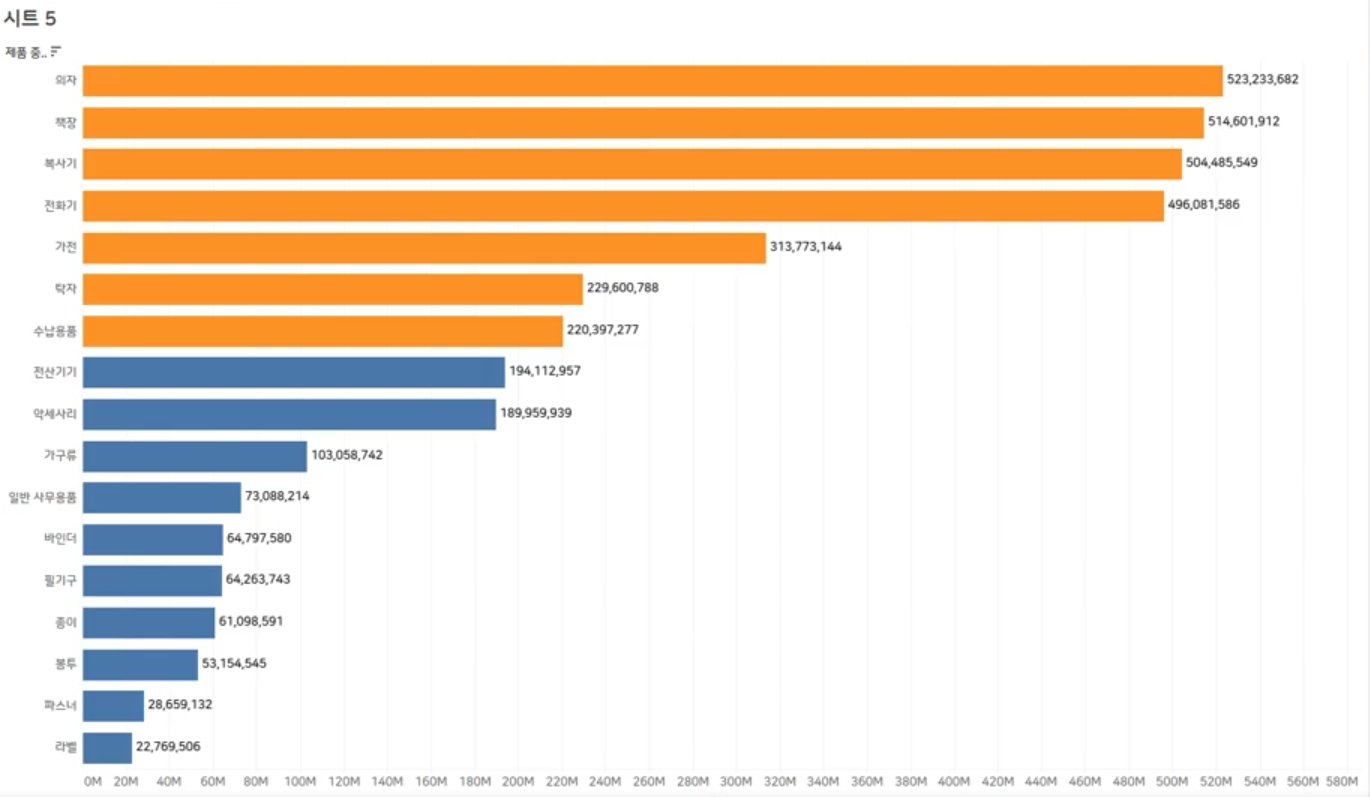 시트 5
제품 중..
의자 523,233,682
책장 514,601,912
복사기 504,485,549
전화기 496,081,586
가전 313,773,144
탁자 229,600,788
수납용품 220,397,277
전산기기 194,112,957
악세사리 189,959,939
가구류 103,058,742
일반 사무용품 73,088,214
바인더 64,797,580
필기구 64,263,743
종이 61,098,591
봉투 53,154,545
파스너 28,659,132
라벨 22,769,506
0M 20M 40M 60M 80M 100M 120M 140M 160M 180M 200M 220M 240M 260M 280M 300M 320M 340M 360M 380M 400M 420M 440M 460M 480M 500M 520M 540M 560M 580M